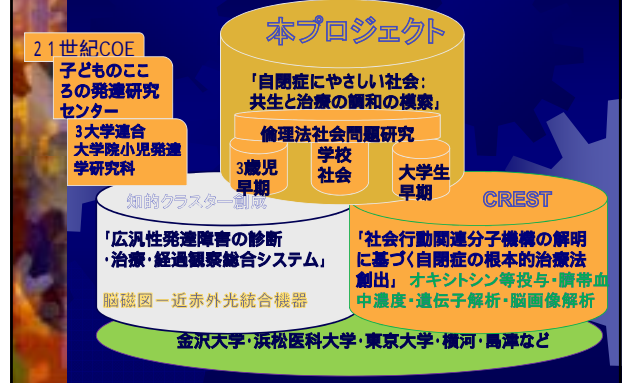 21世紀COE
子どものここ
ろの発達研究
センター
3大学連合
大学院小児発達
学研究科
本プロジェクト
「自閉症にやさしい社会:
共生と治療の調和の模索」
倫理法社会問題研究
3歳児
早期
学校
社会
大学生
早期
知的クラスター創成
「広汎性発達障害の診断
・治療・経過観察総合システム」
脳磁図－近赤外光統合機器
CREST
「社会行動関連分子機構の解明
に基づく自閉症の根本的治療法
創出」 オキシトシン等投与・臍帯血
中濃度・遺伝子解析・脳画像解析
金沢大学・浜松医科大学・東京大学・横河・島津など